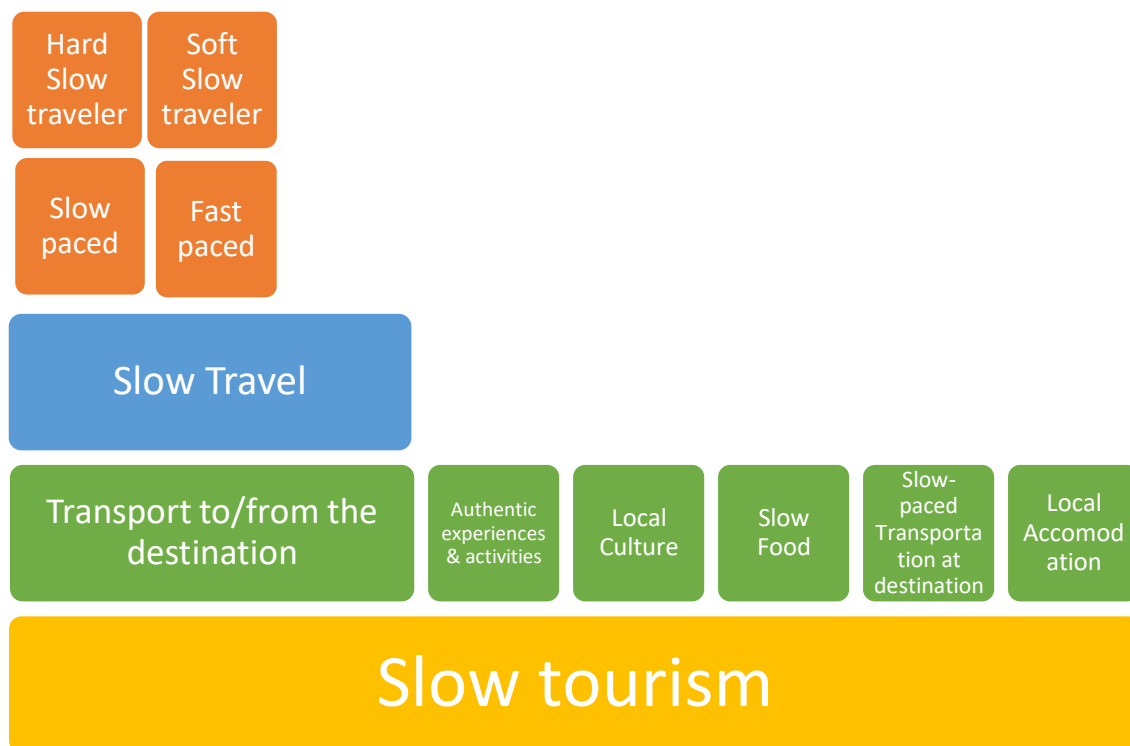 Hard
Slow
traveler
Soft
Slow
traveler
Slow
paced
Fast
paced
Slow Travel
Transport to/from the
destination
Authentic
experiences
& activities
Local
Culture
Slow
Food
Slow-
paced
Transporta
tion at
destination
Local
Accomod
ation
Slow tourism